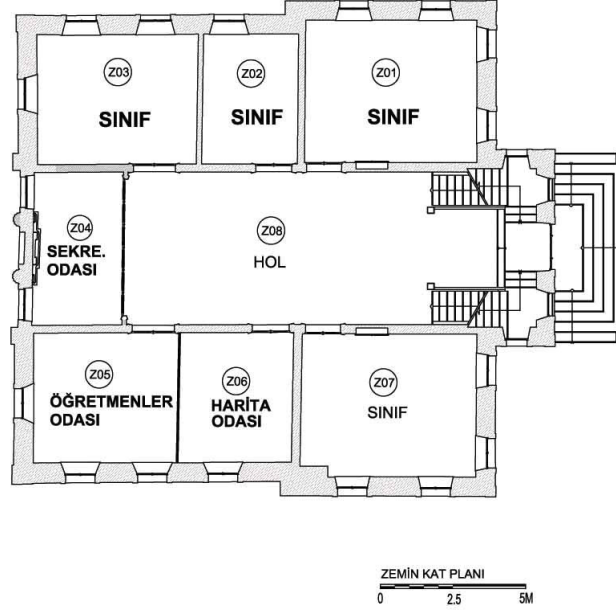 Z03
SINIF
Z02
SINIF
Z01
SINIF
Z04
SEKRE.
ODASI
Z08
HOL
Z05
ÖĞRETMENLER
ODASI
Z06
HARİTA
ODASI
Z07
SINIF
ZEMİN KAT PLANI
0 2.5 5M